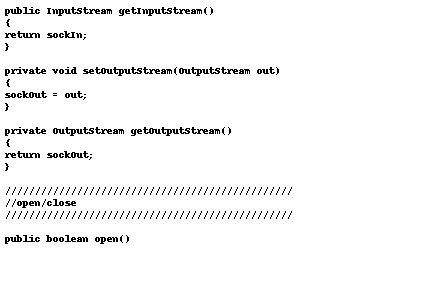 public InputStream getInputStream()
{
return sockIn;
}
private void setOutputStream(OutputStream out)
{
sockOut = out;
}
private OutputStream getOutputStream()
{
return sockOut;
}
////////////////////////////////////////////////
//open/close
////////////////////////////////////////////////
public boolean open()